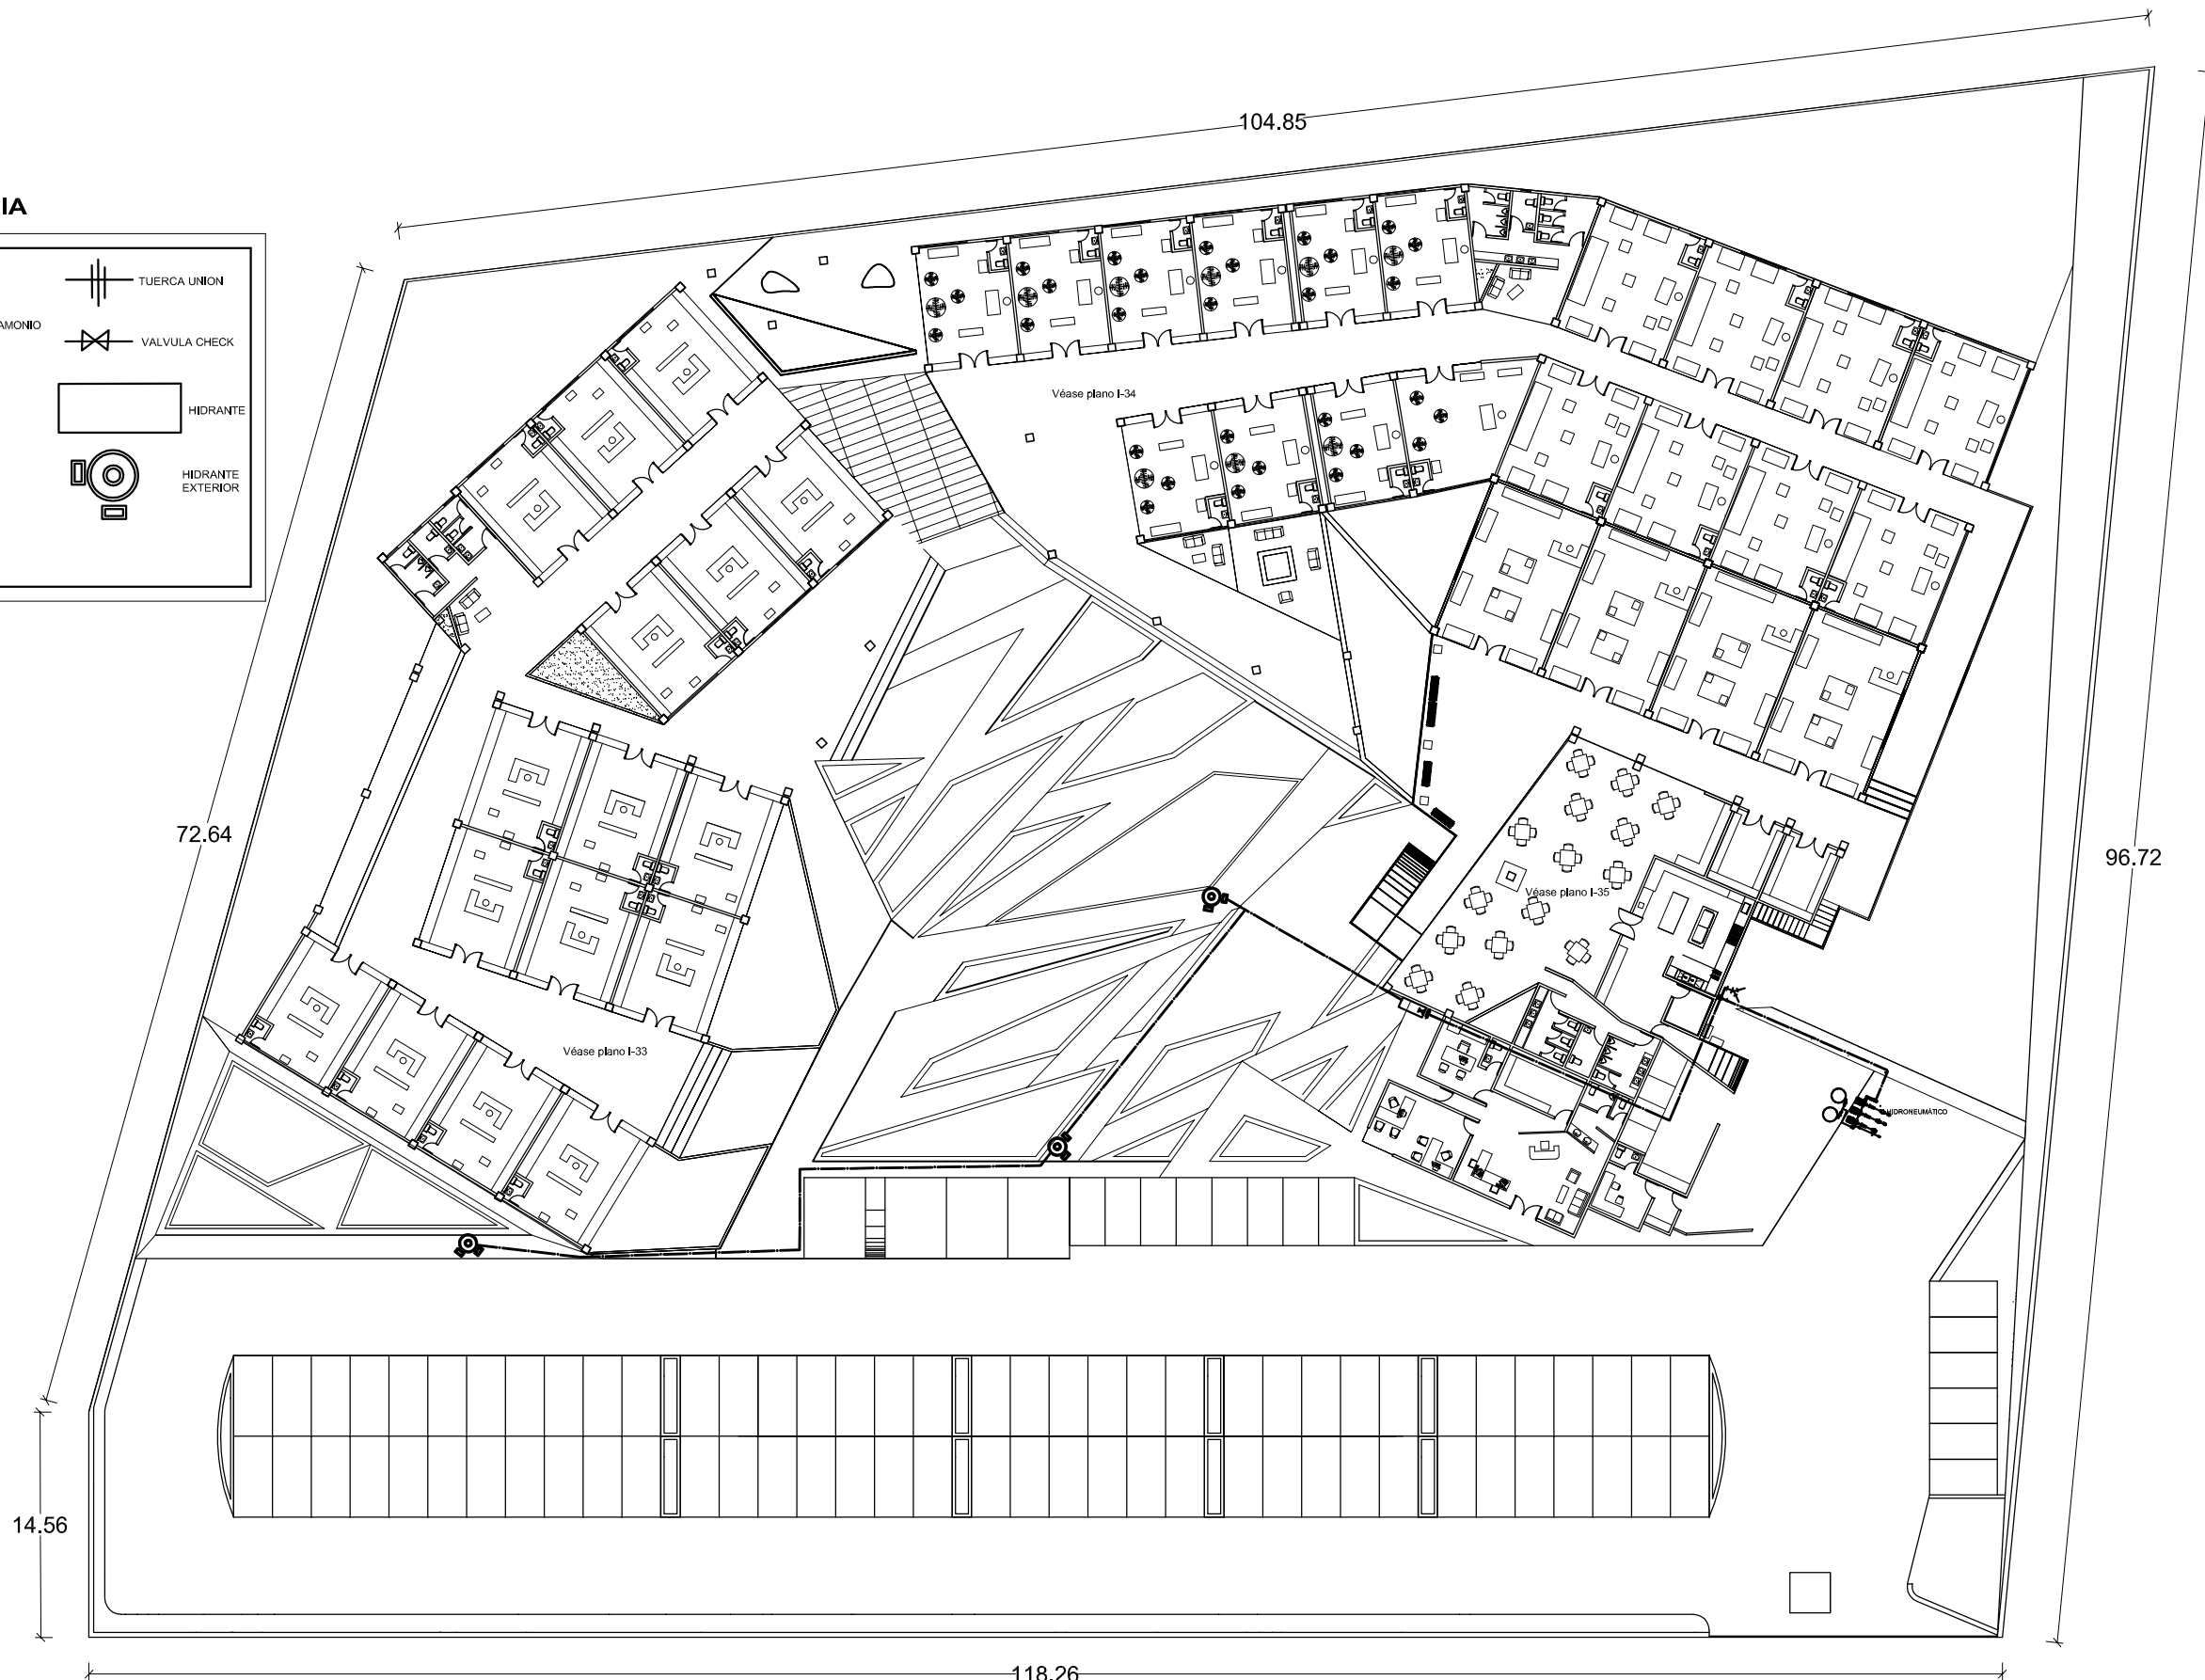 104.85
IA
TUERCA UNION
AMONIO
VALVULA CHECK
HIDRANTE
HIDRANTE
EXTERIOR
Véase plano I-34
72.64
96.72
Véase plano I-35
Véase plano I-33
HIDRONEUMÁTICO
14.56
118.26